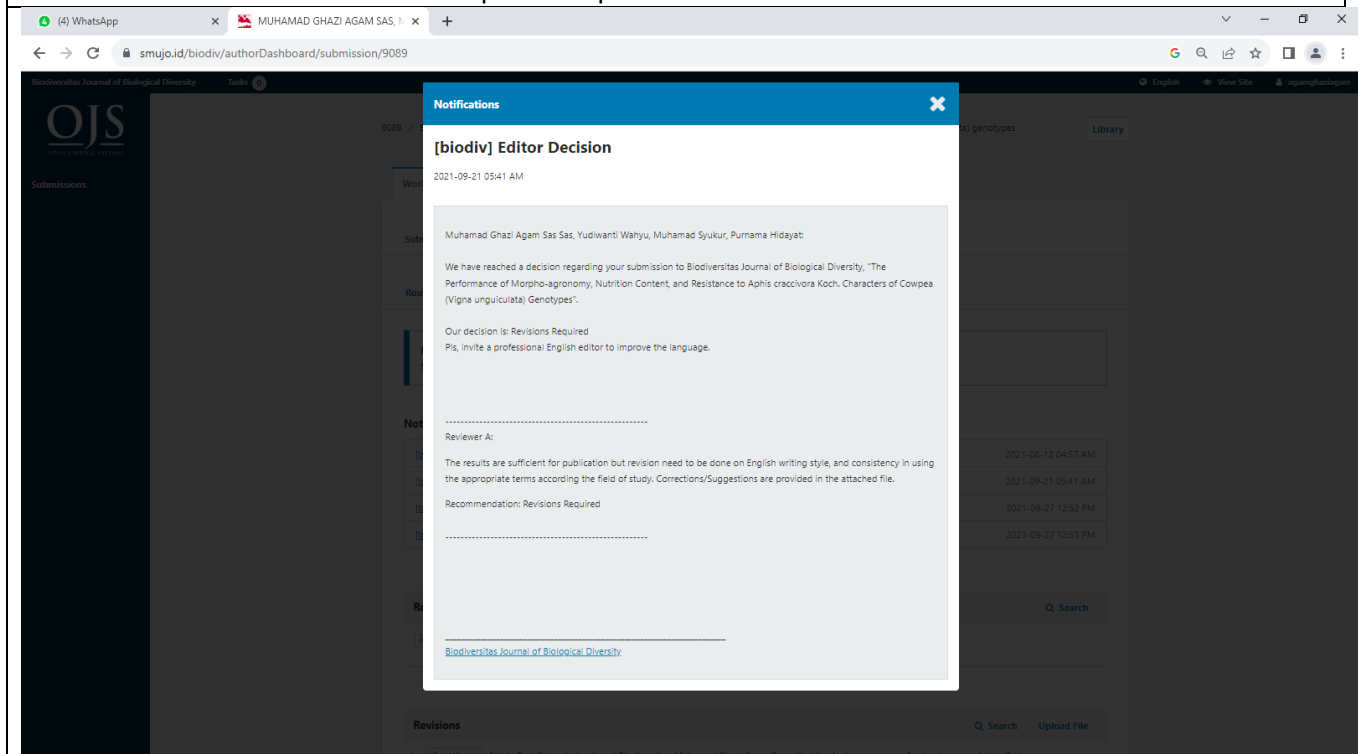 (4) WhatsApp
MUHAMAD GHAZI AGAM SAS,
smujo.id/biodiv/authorDashboard/submission/9089
Biodiversitas Journal of Biological Diversity Tasks 0 English View Site agamghaziagam
OJS
OPEN JOURNAL SYSTEMS
Submissions
9089 / genotypes Library
Notifications
[biodiv] Editor Decision
2021-09-21 05:41 AM
Muhamad Ghazi Agam Sas Sas, Yudiwanti Wahyu, Muhamad Syukur, Purnama Hidayat:
We have reached a decision regarding your submission to Biodiversitas Journal of Biological Diversity, "The
Performance of Morpho-agronomy, Nutrition Content, and Resistance to Aphis craccivora Koch. Characters of Cowpea
(Vigna unguiculata) Genotypes".
Our decision is: Revisions Required
Pls, invite a professional English editor to improve the language.
------------------------------------------------------
Reviewer A:
The results are sufficient for publication but revision need to be done on English writing style, and consistency in using
the appropriate terms according the field of study. Corrections/Suggestions are provided in the attached file.
Recommendation: Revisions Required
------------------------------------------------------
Biodiversitas Journal of Biological Diversity
2021-09-21 05:41 AM
2021-09-27 12:52 PM
2021-09-27 12:53 PM
Search
Revisions Search Upload File